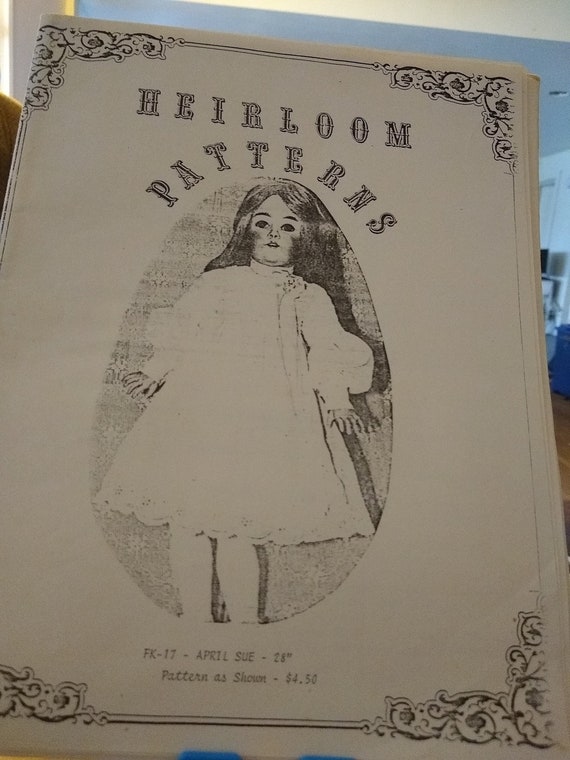 HEIRLOOM
PATTERNS
FK-17 - APRIL SUE - 28"
Pattern as Shown - $4.50